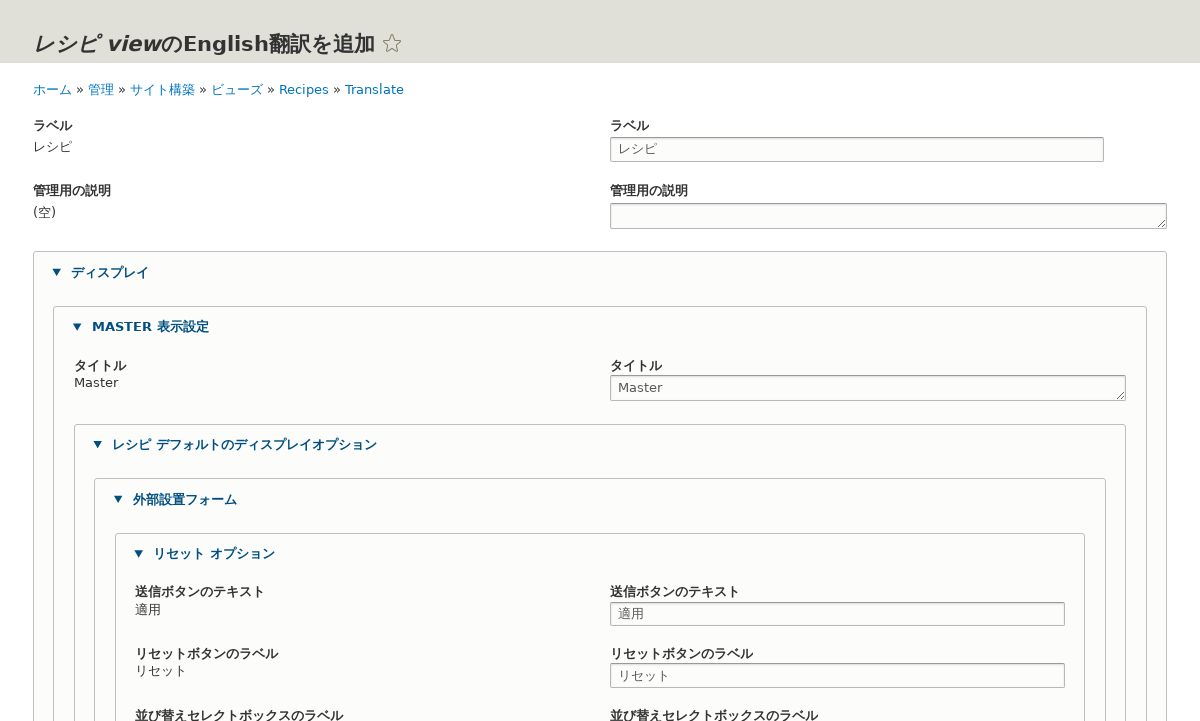 レシピ viewのEnglish翻訳を追加
ホーム » 管理 » サイト構築 » ビューズ » Recipes » Translate
ラベル ラベル
レシピ レシピ
管理用の説明 管理用の説明
(空)
ディスプレイ
MASTER 表示設定
タイトル タイトル
Master Master
レシピ デフォルトのディスプレイオプション
外部設置フォーム
リセット オプション
送信ボタンのテキスト 送信ボタンのテキスト
適用 適用
リセットボタンのラベル リセットボタンのラベル
リセット リセット
並び替えセレクトボックスのラベル 並び替えセレクトボックスのラベル